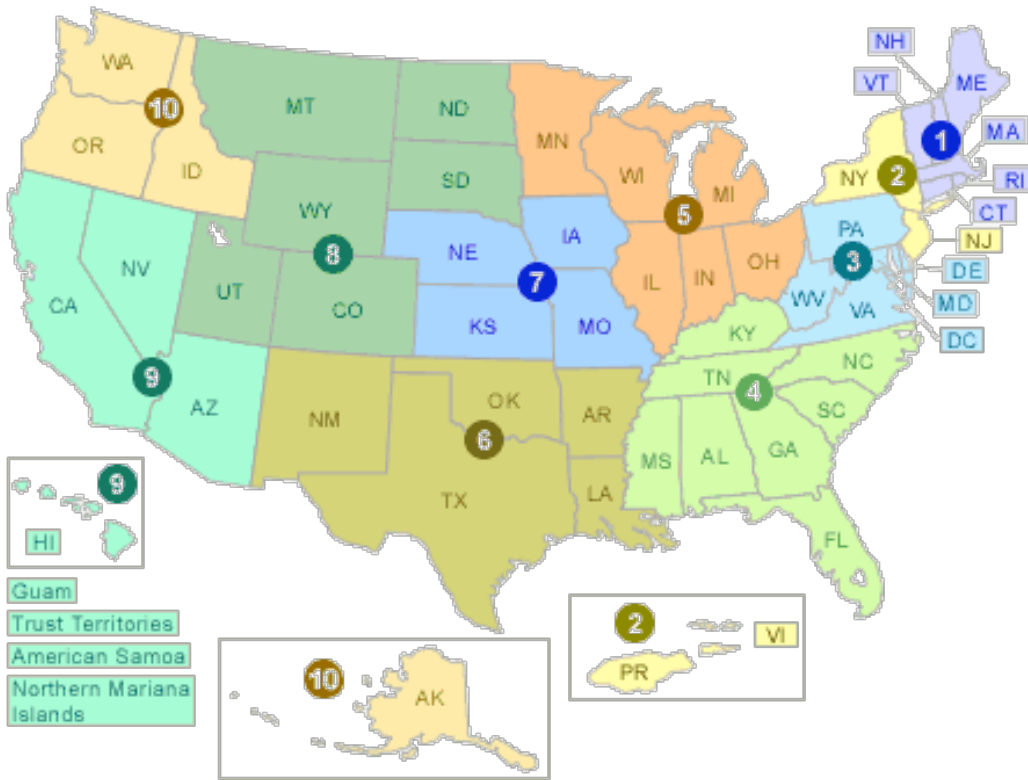 NH
WA
ME
VT
10
MT
ND
MN
1
MA
OR
ID
WI
MI
NY
2
RI
SD
5
CT
WY
IA
PA
NJ
NV
8
NE
7
IL
IN
OH
3
DE
CA
UT
CO
WV
MD
VA
KS
MO
KY
DC
9
TN
4
NC
AZ
NM
OK
AR
SC
6
MS
AL
GA
9
TX
LA
HI
FL
Guam
Trust Territories
2
VI
American Samoa
10
PR
Northern Mariana
Islands
AK